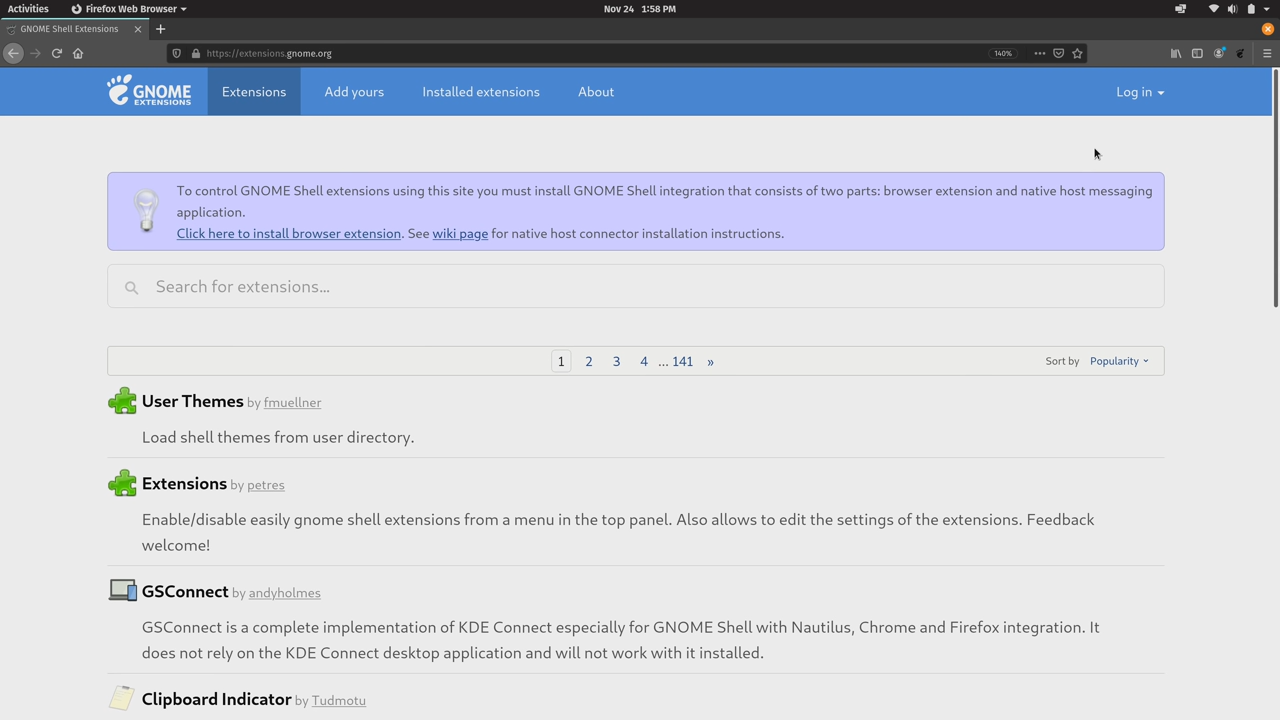 Activities Firefox Web Browser Nov 24 1:58 PM
GNOME Shell Extensions
https://extensions.gnome.org 140%
GNOME EXTENSIONS Extensions Add yours Installed extensions About Log in
To control GNOME Shell extensions using this site you must install GNOME Shell integration that consists of two parts: browser extension and native host messaging
application.
Click here to install browser extension. See wiki page for native host connector installation instructions.
Search for extensions...
1 2 3 4 ... 141 » Sort by Popularity
User Themes by fmuellner
Load shell themes from user directory.
Extensions by petres
Enable/disable easily gnome shell extensions from a menu in the top panel. Also allows to edit the settings of the extensions. Feedback
welcome!
GSConnect by andyholmes
GSConnect is a complete implementation of KDE Connect especially for GNOME Shell with Nautilus, Chrome and Firefox integration. It
does not rely on the KDE Connect desktop application and will not work with it installed.
Clipboard Indicator by Tudmotu